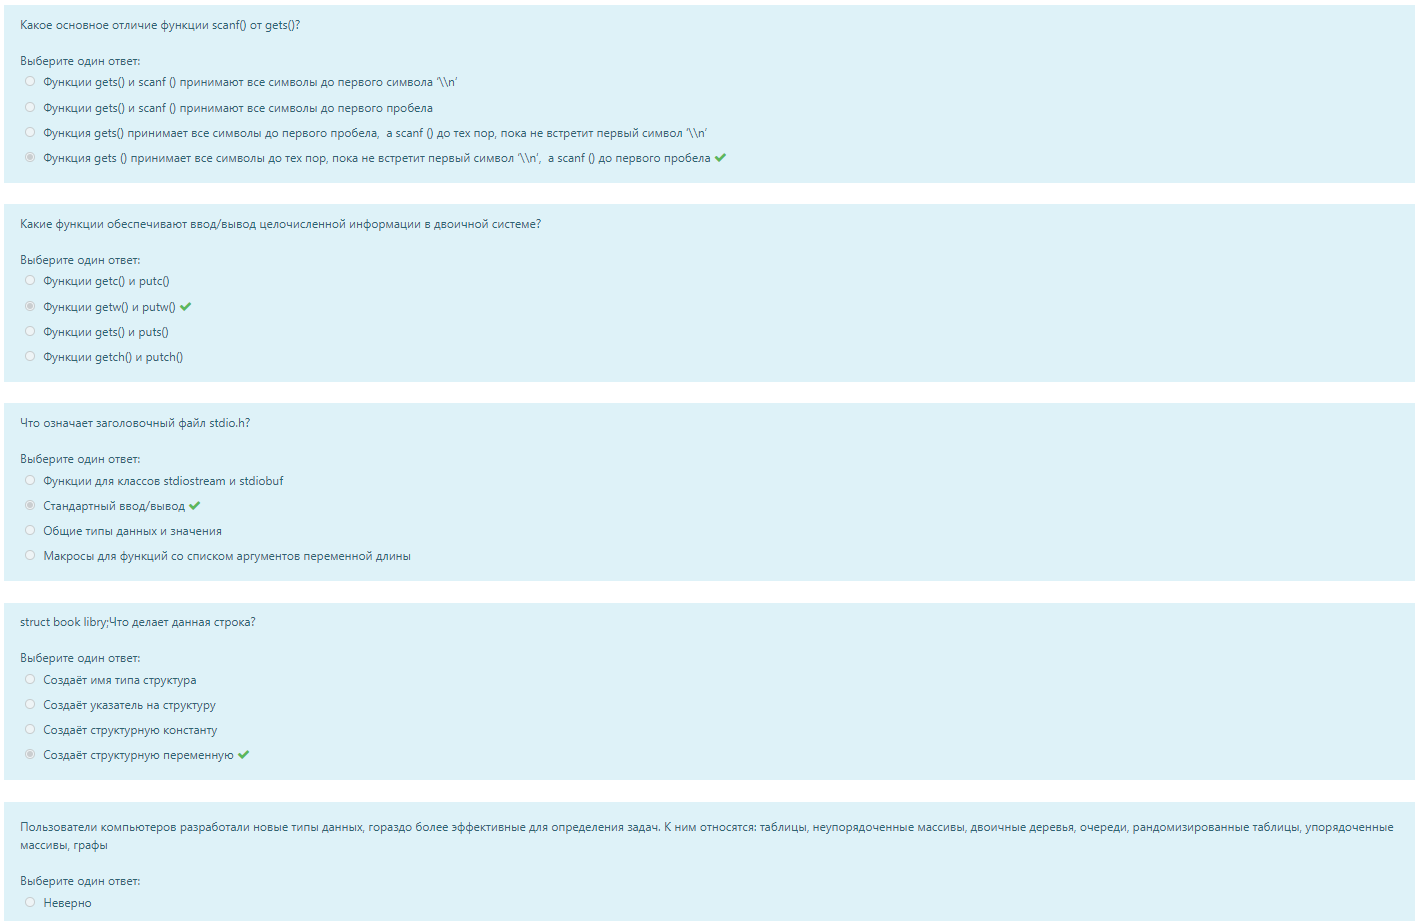 Какое основное отличие функции scanf() от gets()?
Выберите один ответ:
Функции gets() и scanf () принимают все символы до первого символа '\\n'
Функции gets() и scanf () принимают все символы до первого пробела
Функция gets() принимает все символы до первого пробела,  а scanf () до тех пор, пока не встретит первый символ '\\n'
Функция gets () принимает все символы до тех пор, пока не встретит первый символ '\\n',  а scanf () до первого пробела
Какие функции обеспечивают ввод/вывод целочисленной информации в двоичной системе?
Выберите один ответ:
Функции getc() и putc()
Функции getw() и putw()
Функции gets() и puts()
Функции getch() и putch()
Что означает заголовочный файл stdio.h?
Выберите один ответ:
Функции для классов stdiostream и stdiobuf
Стандартный ввод/вывод
Общие типы данных и значения
Макросы для функций со списком аргументов переменной длины
struct book libry;Что делает данная строка?
Выберите один ответ:
Создаёт имя типа структура
Создаёт указатель на структуру
Создаёт структурную константу
Создаёт структурную переменную
Пользователи компьютеров разработали новые типы данных, гораздо более эффективные для определения задач. К ним относятся: таблицы, неупорядоченные массивы, двоичные деревья, очереди, рандомизированные таблицы, упорядоченные
массивы, графы
Выберите один ответ:
Неверно